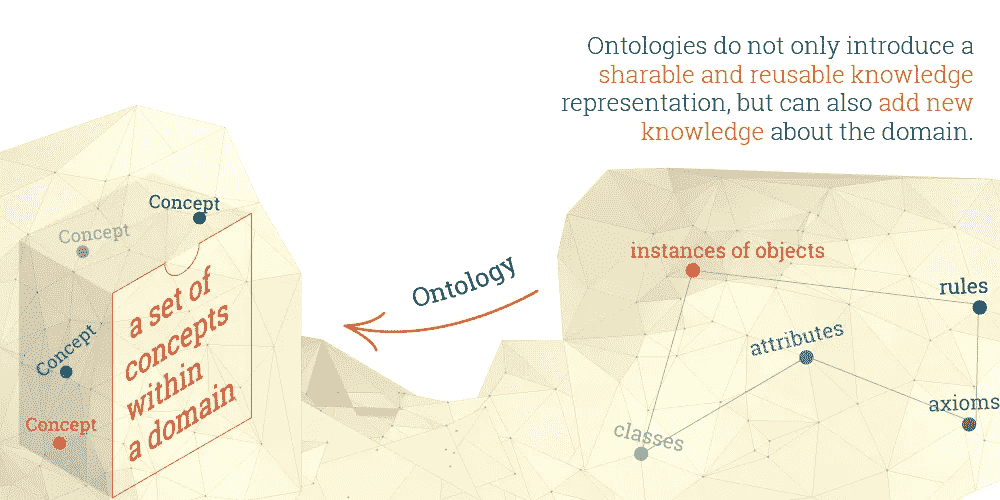 Ontologies do not only introduce a
sharable and reusable knowledge
representation, but can also add new
knowledge about the domain.
Concept
Concept
Concept
Concept
a set of
concepts
within
a domain
Ontology
instances of objects
rules
attributes
axioms
classes